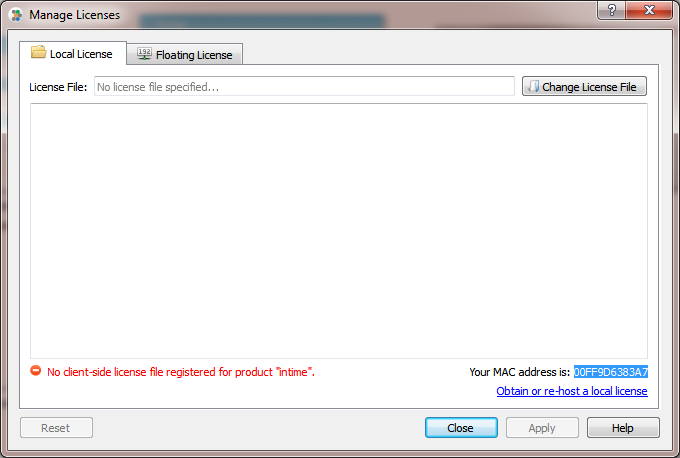 Manage Licenses
Local License
Floating License
License File: No license file specified...
Change License File
No client-side license file registered for product "intime".
Your MAC address is: 00FF9D6383A7
Obtain or re-host a local license
Reset
Close
Apply
Help